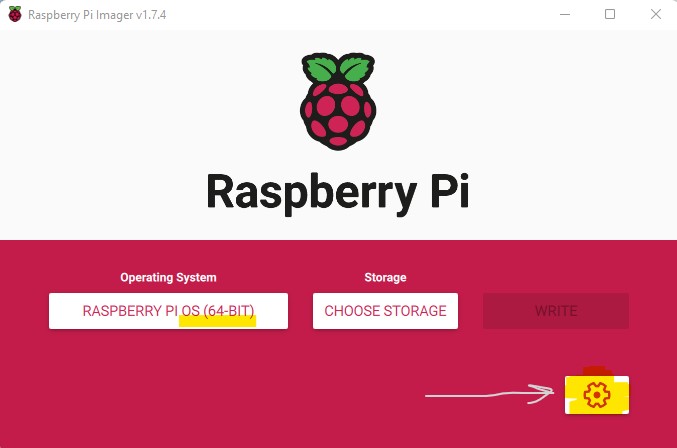 Raspberry Pi Imager v1.7.4
Raspberry Pi
Operating System
Storage
RASPBERRY PI OS (64-BIT)
CHOOSE STORAGE
WRITE